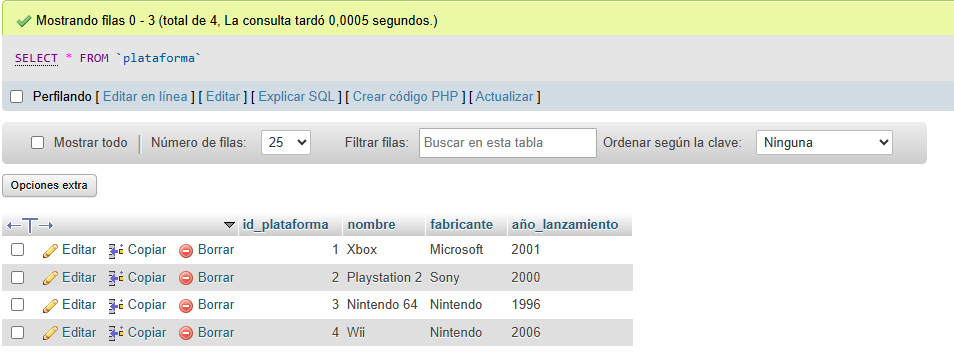 Mostrando filas 0 - 3 (total de 4, La consulta tardó 0,0005 segundos.)
SELECT * FROM `plataforma`
Perfilando [ Editar en línea ] [ Editar ] [ Explicar SQL ] [ Crear código PHP ] [ Actualizar ]
Mostrar todo Número de filas: 25 Filtrar filas: Buscar en esta tabla Ordenar según la clave: Ninguna
Opciones extra
id_plataforma nombre fabricante año_lanzamiento
Editar Copiar Borrar 1 Xbox Microsoft 2001
Editar Copiar Borrar 2 Playstation 2 Sony 2000
Editar Copiar Borrar 3 Nintendo 64 Nintendo 1996
Editar Copiar Borrar 4 Wii Nintendo 2006